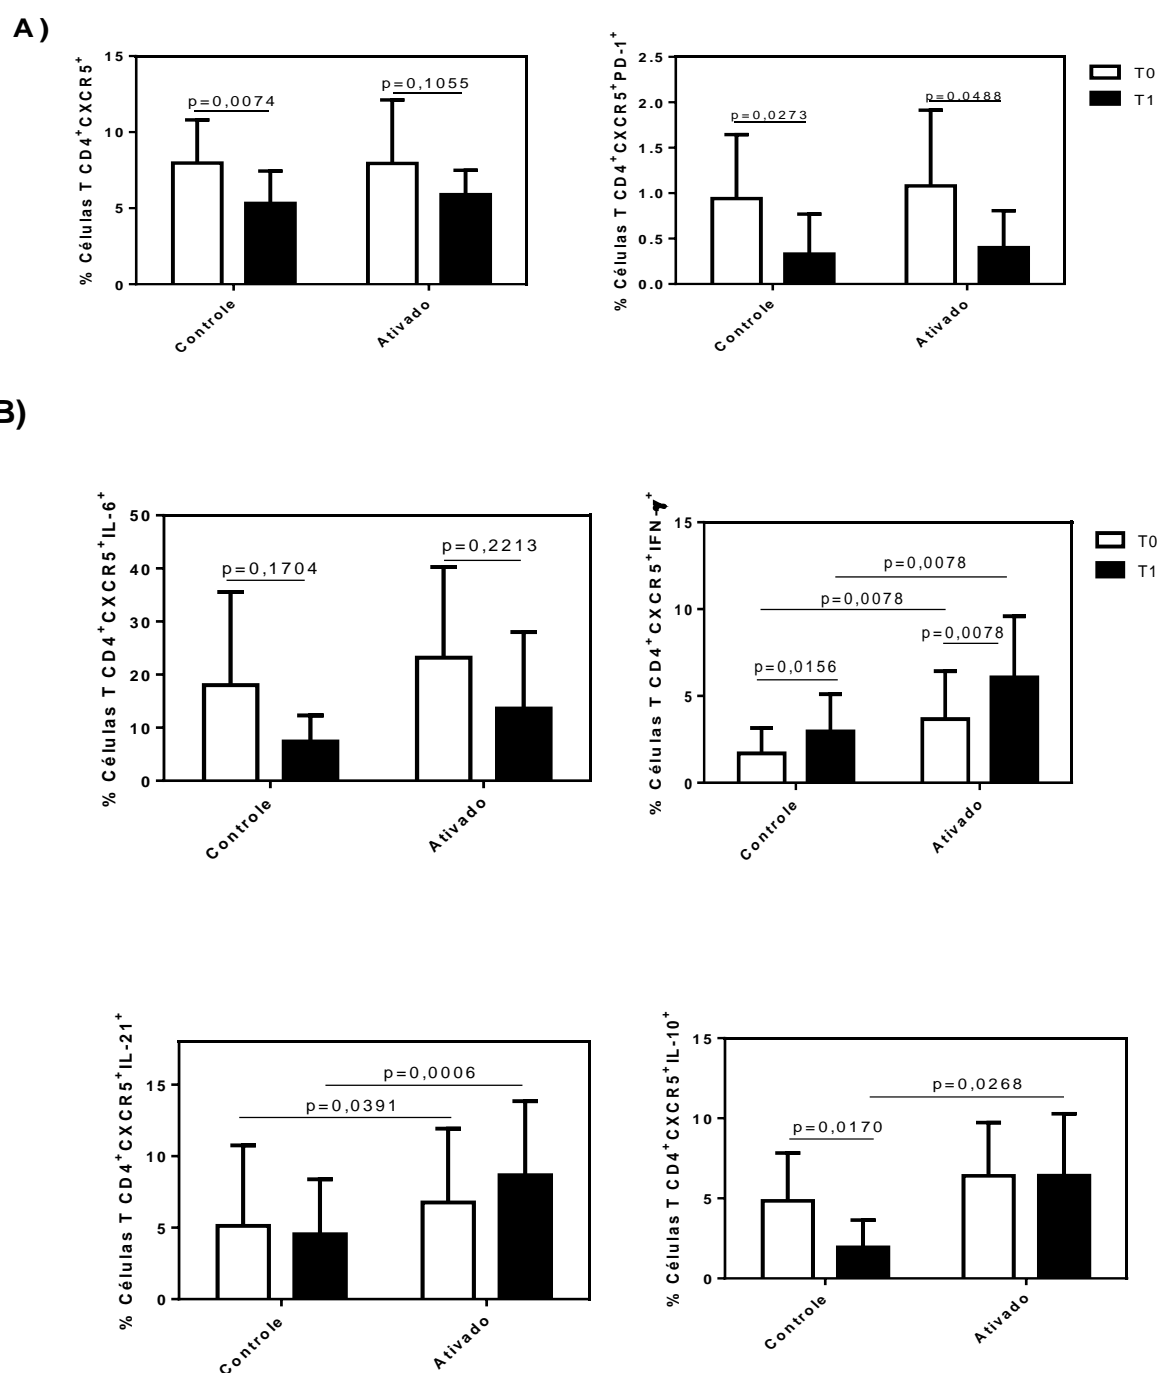 A)
% Células T CD4+CXCR5+
15
10
5
0
p=0,0074
p=0,1055
Controle
Ativado
% Células T CD4+CXCR5+PD-1+
2.5
2.0
1.5
1.0
0.5
0.0
p=0,0273
p=0,0488
Controle
Ativado
T0
T1
B)
% Células T CD4+CXCR5+IL-6+
50
40
30
20
10
0
p=0,1704
p=0,2213
Controle
Ativado
% Células T CD4+CXCR5+IFN-γ+
15
10
5
0
p=0,0078
p=0,0078
p=0,0078
p=0,0156
Controle
Ativado
T0
T1
% Células T CD4+CXCR5+IL-21+
15
10
5
0
p=0,0006
p=0,0391
Controle
Ativado
% Células T CD4+CXCR5+IL-10+
15
10
5
0
p=0,0268
p=0,0170
Controle
Ativado